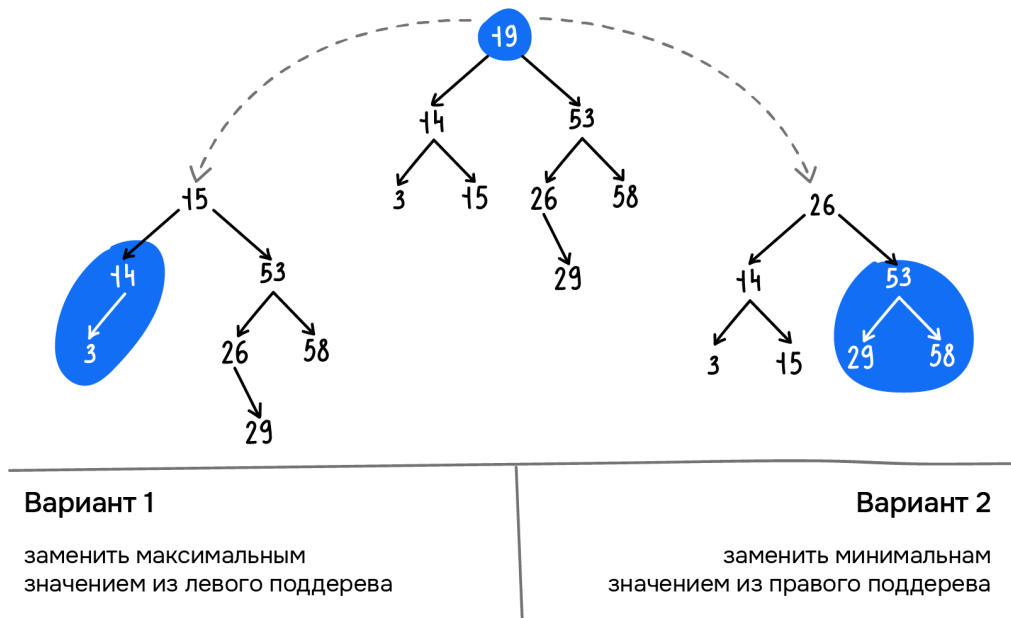 19
14 53
3 15 26 58
29
15
14 53
3 26 58
29
26
14 53
3 15 29 58
Вариант 1
заменить максимальным
значением из левого поддерева
Вариант 2
заменить минимальнам
значением из правого поддерева